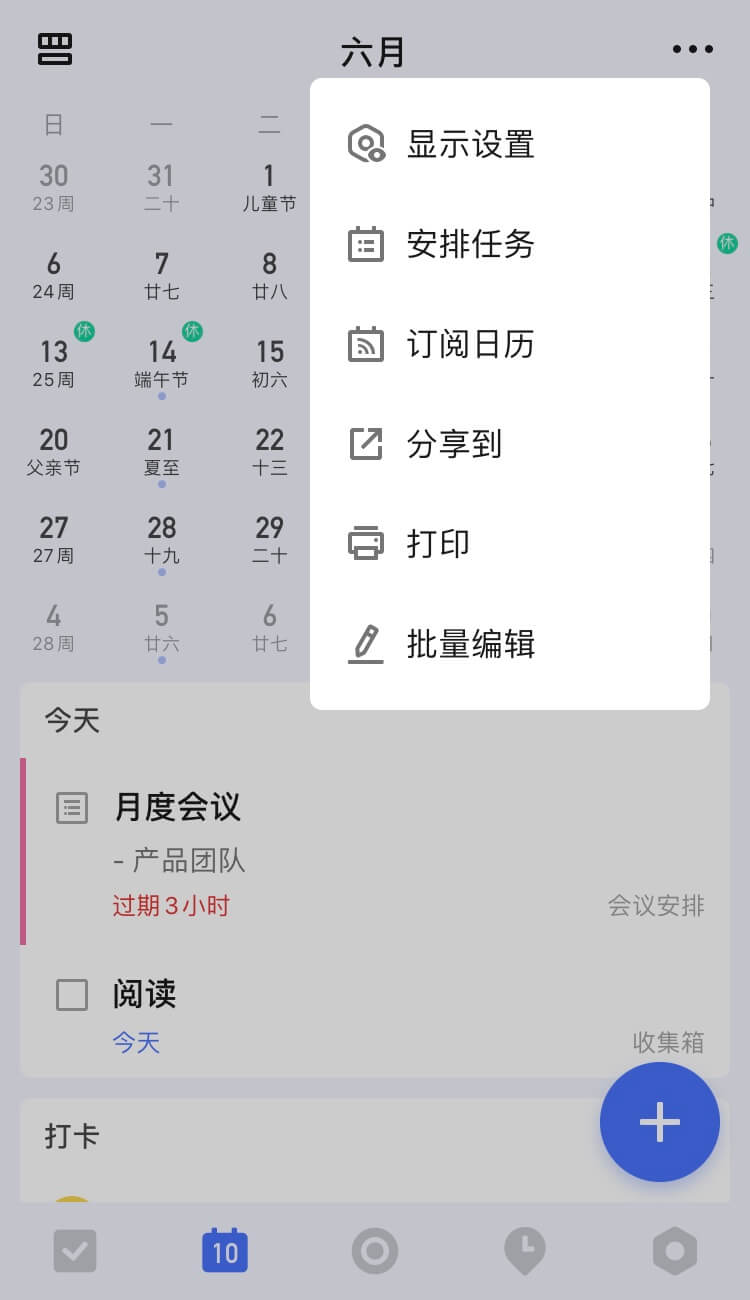 六月
日 一 二
30 31 1
23周 二十 儿童节
休
6 7 8
24周 廿七 廿八
休 休
13 14 15
25周 端午节 初六
20 21 22
父亲节 夏至 十三
27 28 29
27周 十九 二十
4 5 6
28周 廿六 廿七
显示设置
安排任务
订阅日历
分享到
打印
批量编辑
今天
月度会议
- 产品团队
过期3小时 会议安排
阅读
今天 收集箱
打卡
10